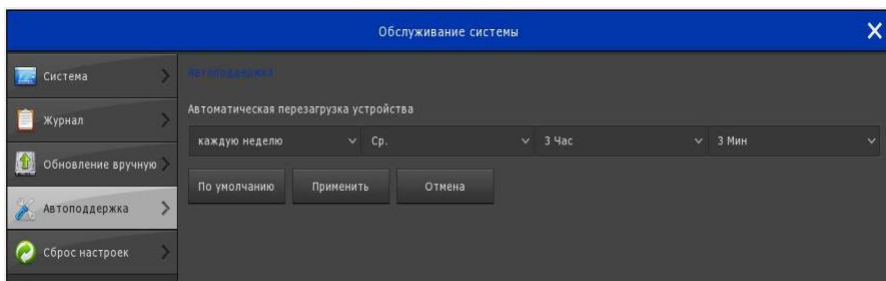 Обслуживание системы
Система
Журнал
Обновление вручную
Автоподдержка
Сброс настроек
Автоподдержка
Автоматическая перезагрузка устройства
каждую неделю Ср. 3 Час 3 Мин
По умолчанию Применить Отмена